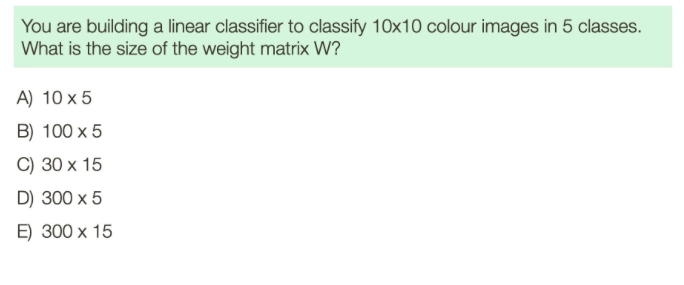 You are building a linear classifier to classify 10x10 colour images in 5 classes.
What is the size of the weight matrix W?
A) 10 x 5
B) 100 x 5
C) 30 x 15
D) 300 x 5
E) 300 x 15